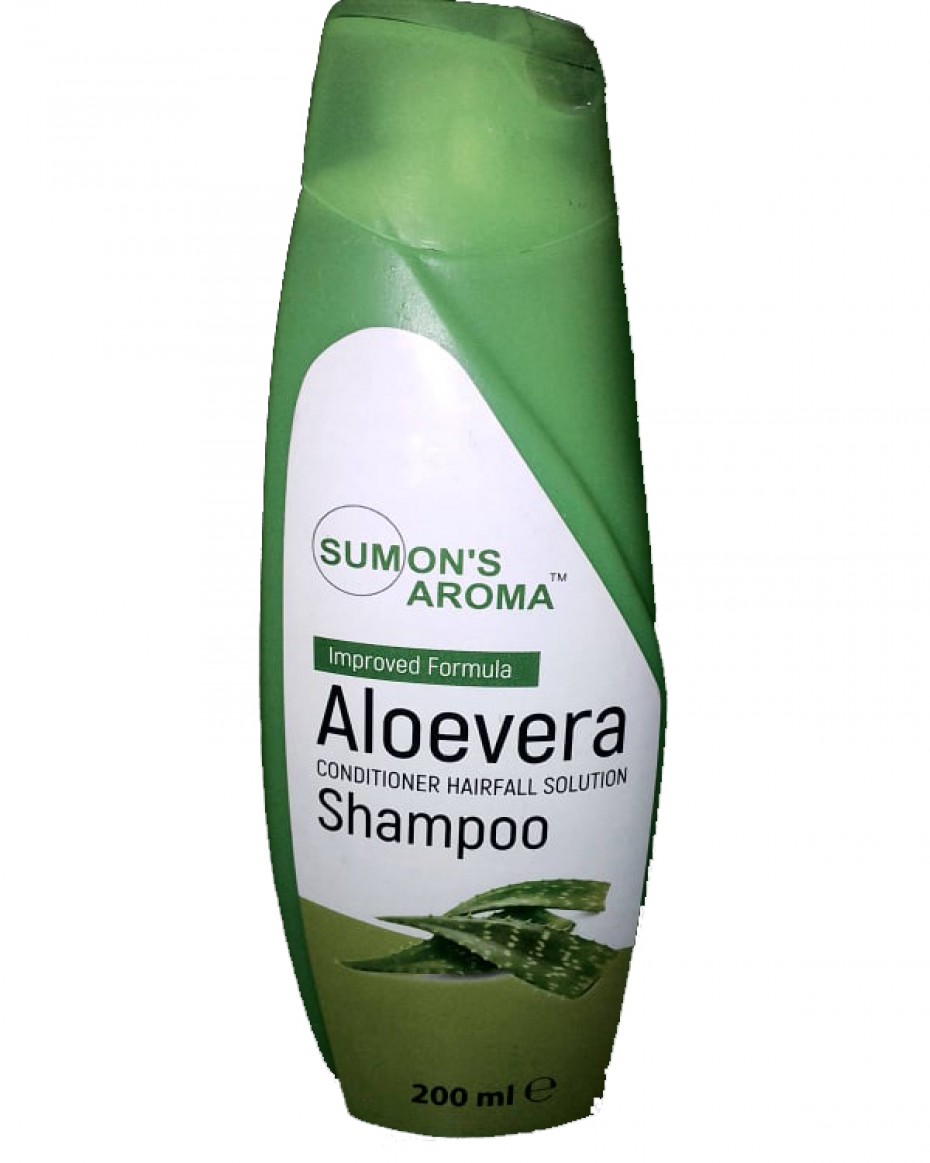 SUMON'S
AROMA™
Improved Formula
Aloevera
CONDITIONER HAIRFALL SOLUTION
Shampoo
200 ml ℮